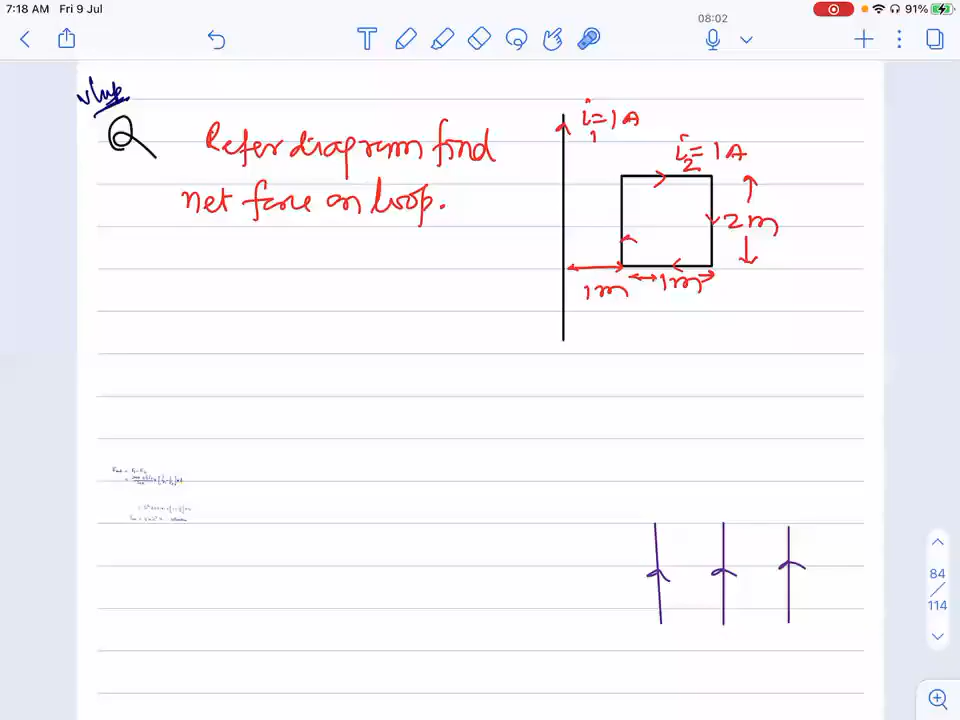 7:18 AM Fri 9 Jul
91%
08:02
T
Q Refer diagram find
net force on loop.
i₁=1A
i₂=1A
2m
1m
1m
84
114